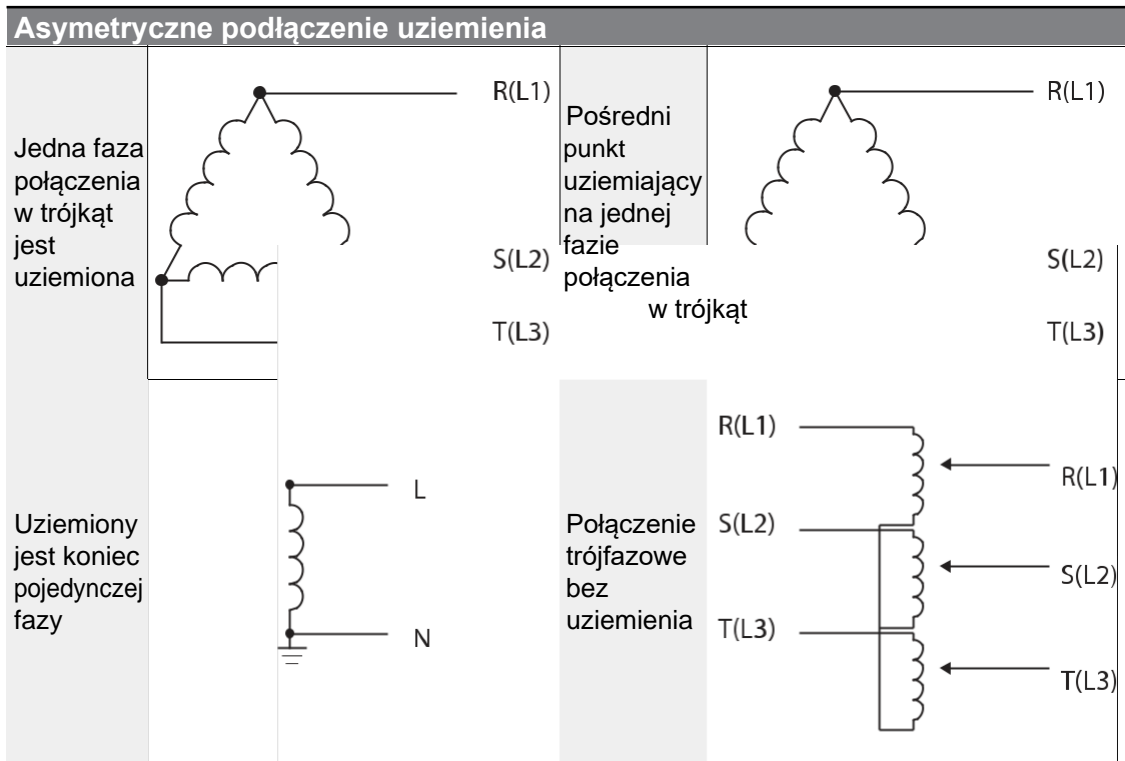 Asymetryczne podłączenie uziemienia
Jedna faza
połączenia
w trójkąt
jest
uziemiona
R(L1)
S(L2)
T(L3)
Pośredni
punkt
uziemiający
na jednej
fazie
połączenia
w trójkąt
R(L1)
S(L2)
T(L3)
Uziemiony
jest koniec
pojedynczej
fazy
L
N
Połączenie
trójfazowe
bez
uziemienia
R(L1)
S(L2)
T(L3)
R(L1)
S(L2)
T(L3)